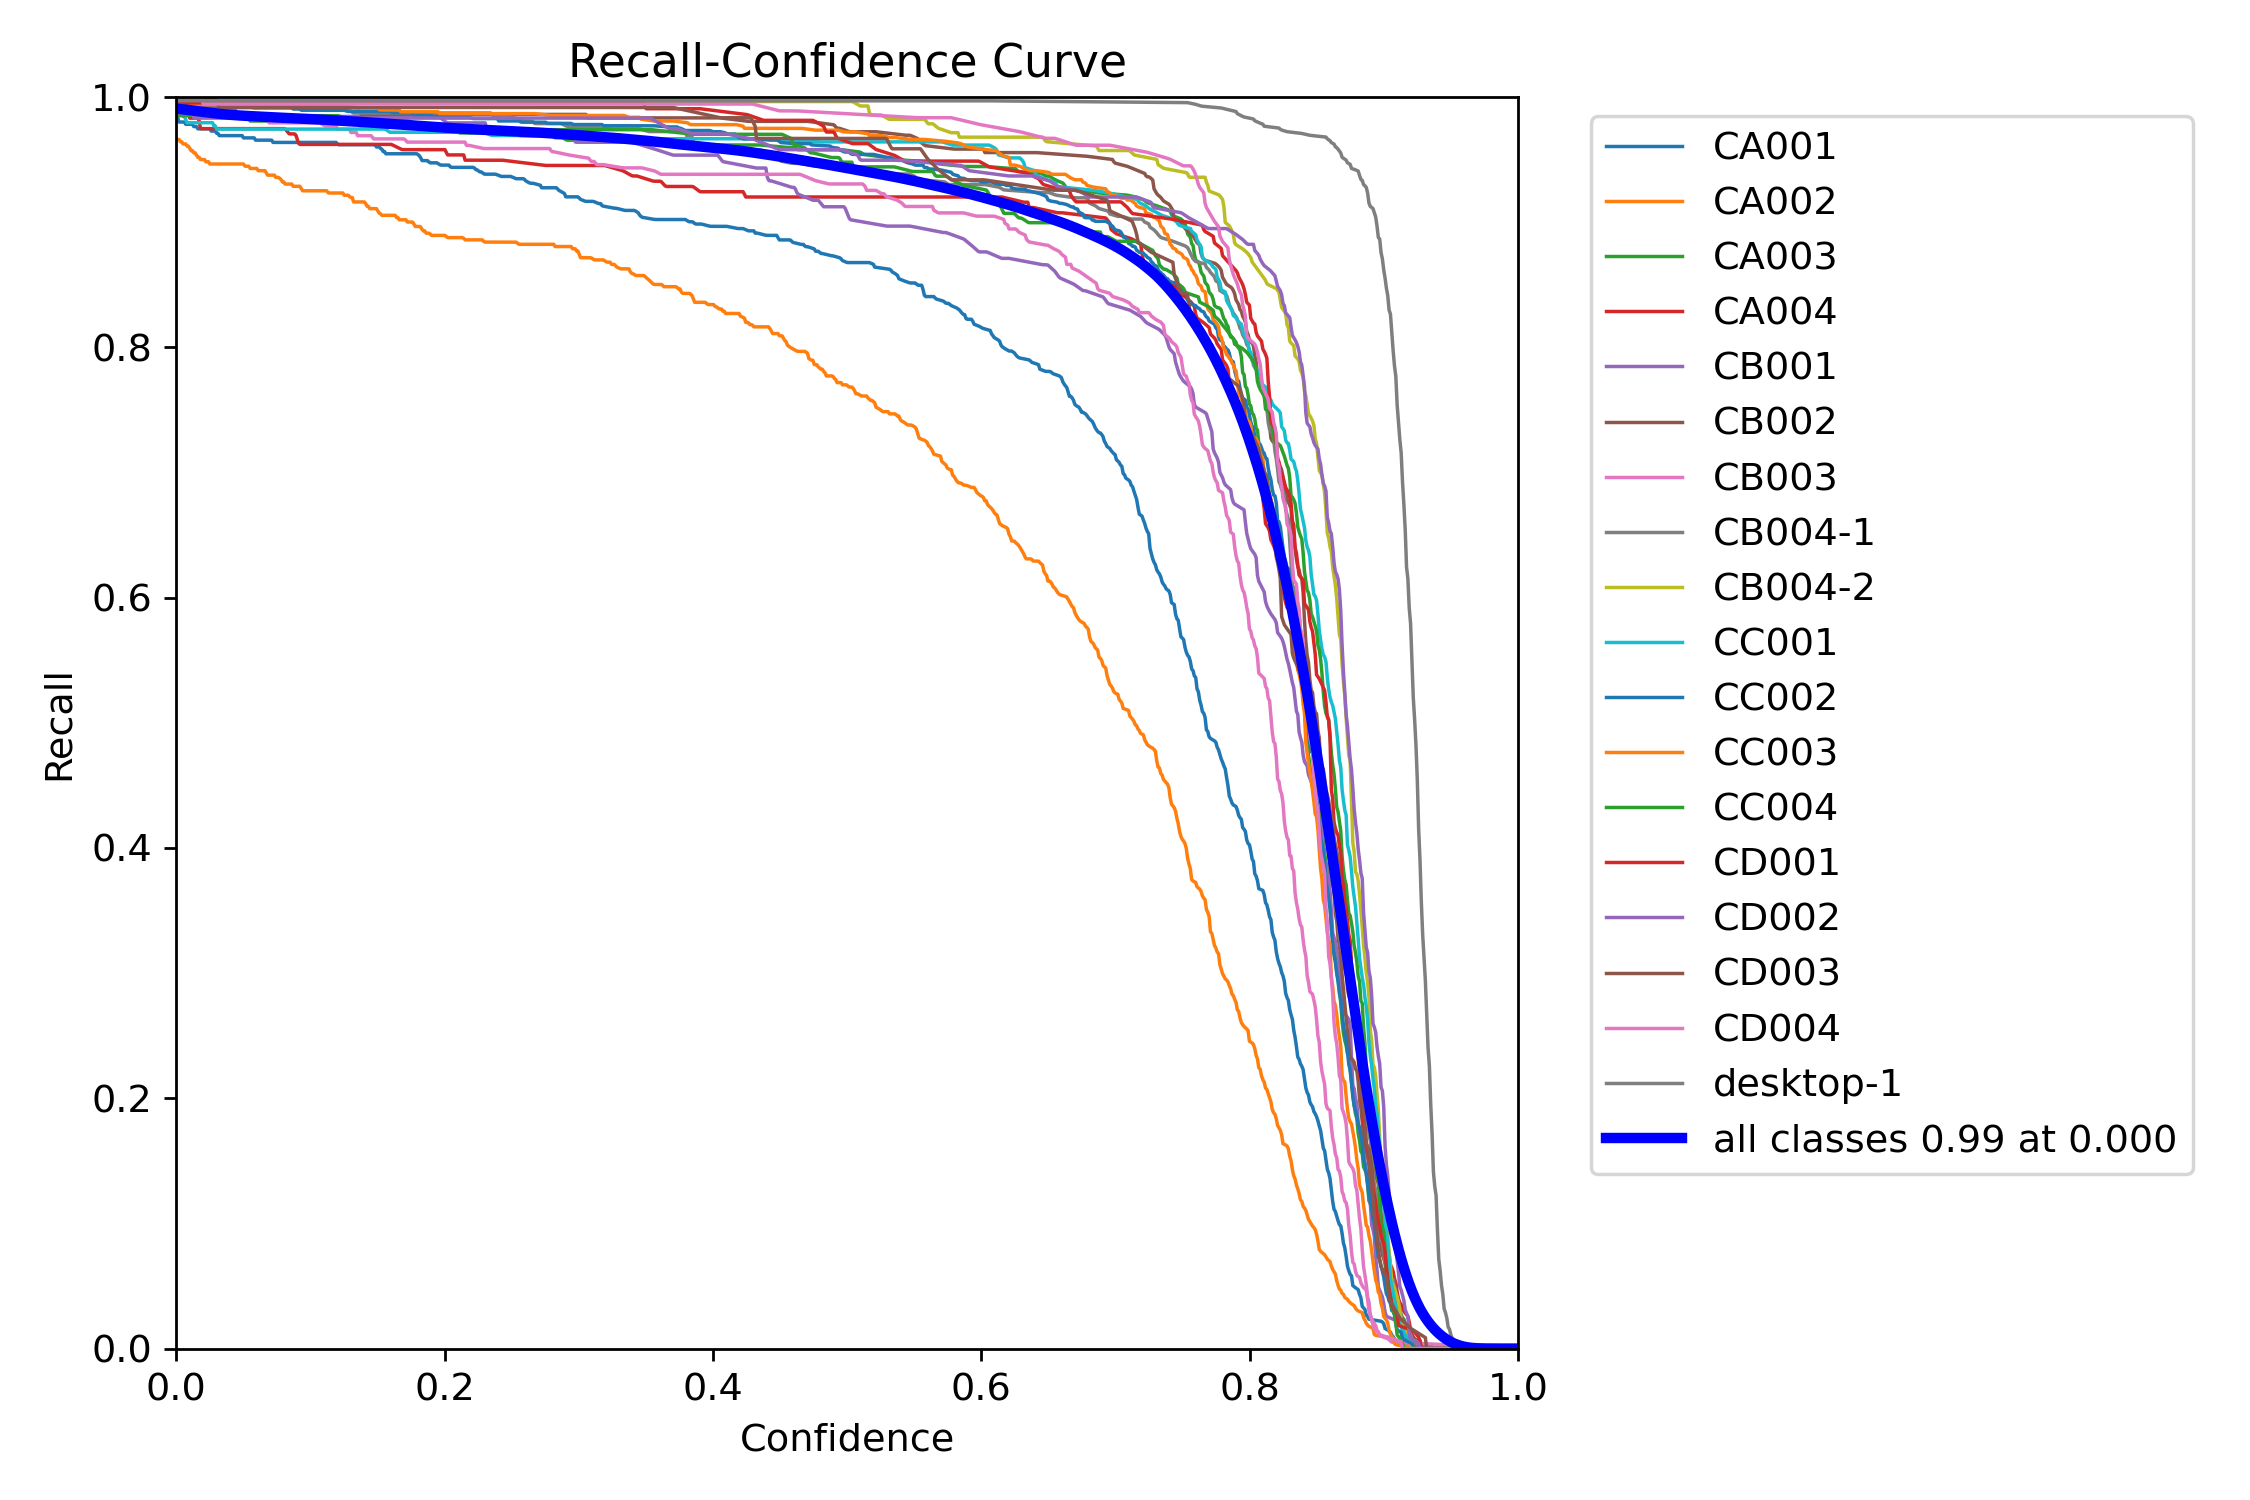 Recall-Confidence Curve
1.0
0.8
0.6
0.4
0.2
0.0
Recall
0.0 0.2 0.4 0.6 0.8 1.0
Confidence
CA001
CA002
CA003
CA004
CB001
CB002
CB003
CB004-1
CB004-2
CC001
CC002
CC003
CC004
CD001
CD002
CD003
CD004
desktop-1
all classes 0.99 at 0.000